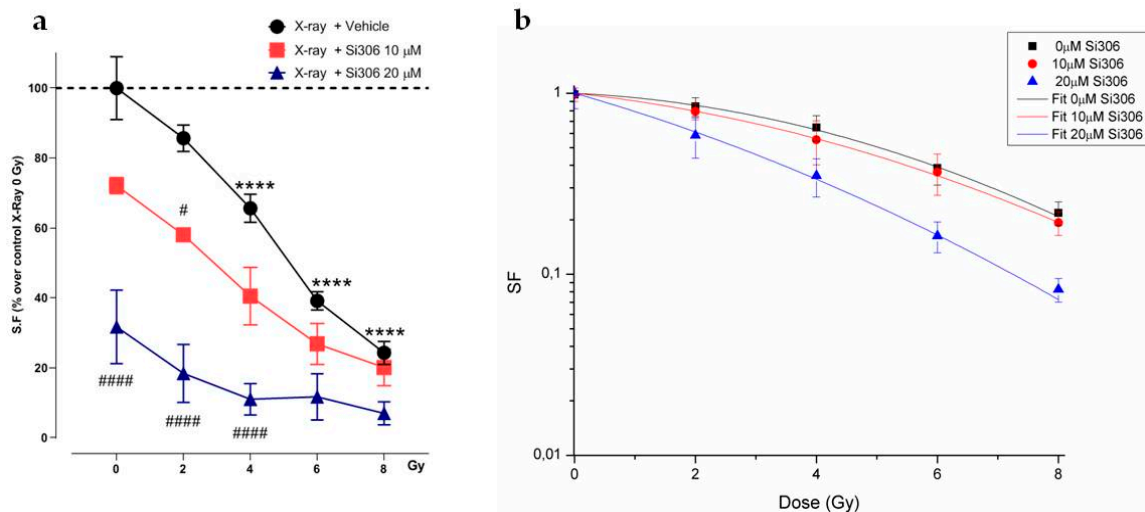 a
X-ray + Vehicle
X-ray + Si306 10 μM
X-ray + Si306 20 μM
S.F (% over control X-Ray 0 Gy)
100
80
60
40
20
0
****
****
****
#
####
####
####
0 2 4 6 8 Gy
b
0μM Si306
10μM Si306
20μM Si306
Fit 0μM Si306
Fit 10μM Si306
Fit 20μM Si306
SF
1
0,1
0,01
0 2 4 6 8
Dose (Gy)